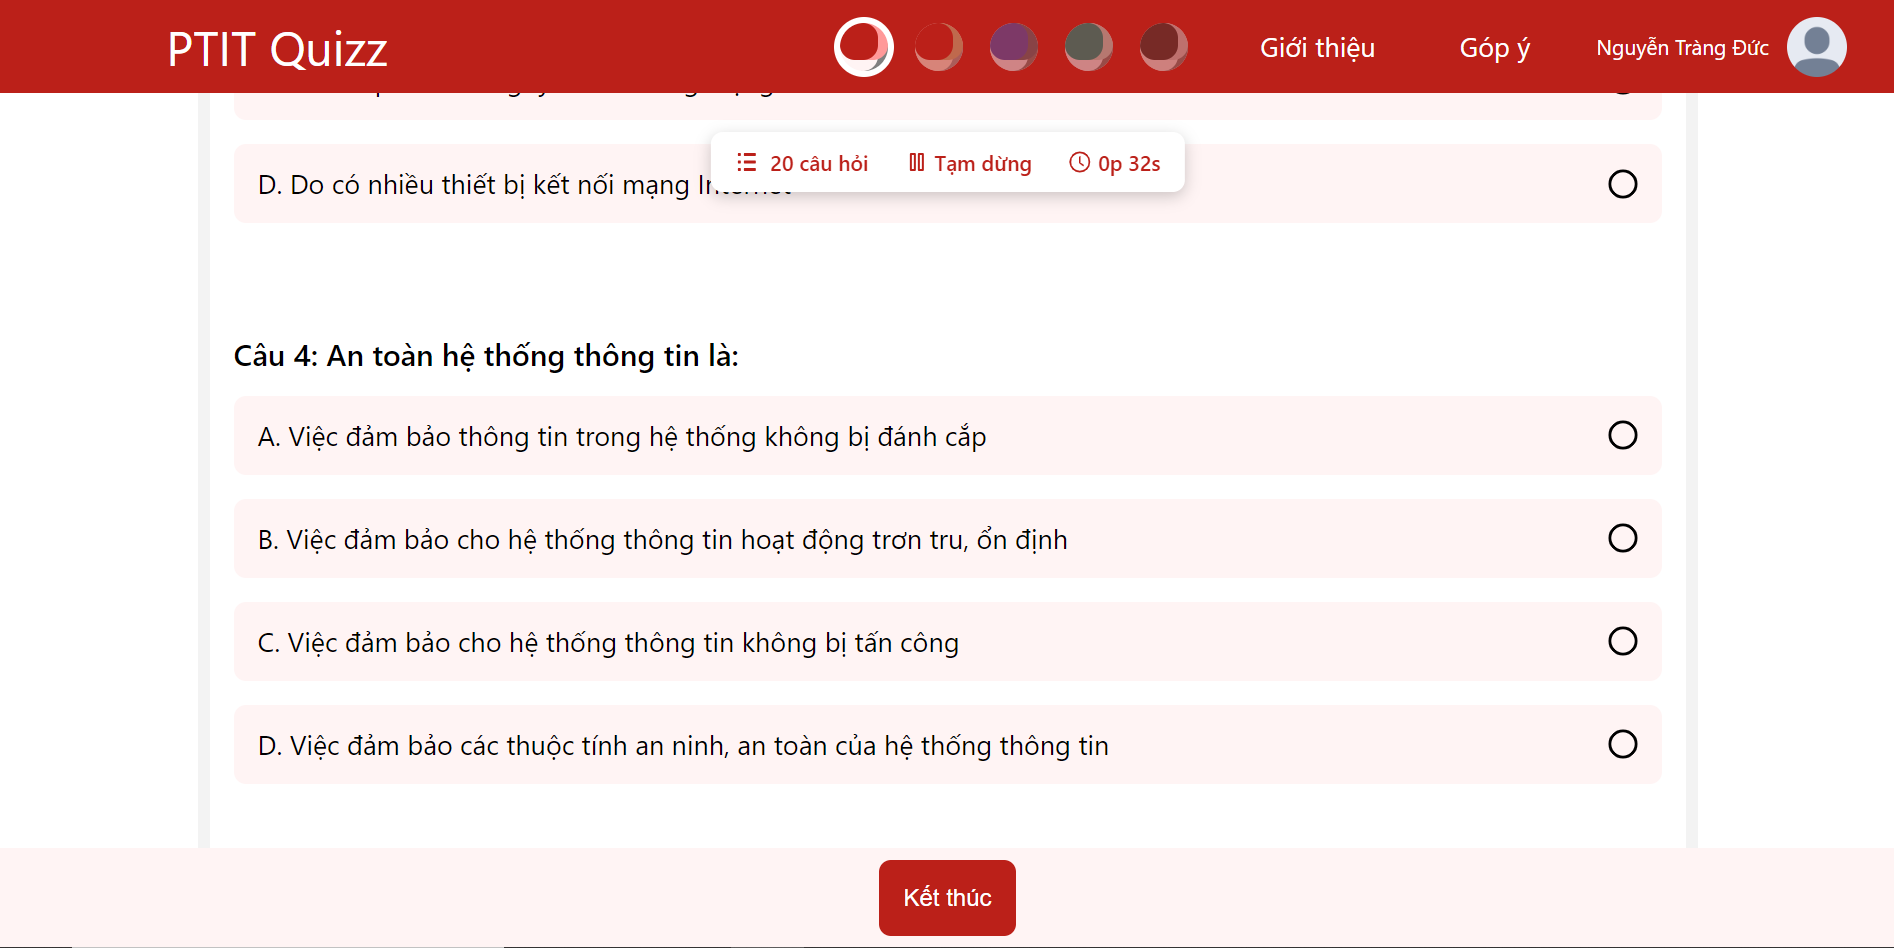 PTIT Quizz
Giới thiệu
Góp ý
Nguyễn Tràng Đức
20 câu hỏi
Tạm dừng
0p 32s
D. Do có nhiều thiết bị kết nối mạng Internet
Câu 4: An toàn hệ thống thông tin là:
A. Việc đảm bảo thông tin trong hệ thống không bị đánh cắp
B. Việc đảm bảo cho hệ thống thông tin hoạt động trơn tru, ổn định
C. Việc đảm bảo cho hệ thống thông tin không bị tấn công
D. Việc đảm bảo các thuộc tính an ninh, an toàn của hệ thống thông tin
Kết thúc